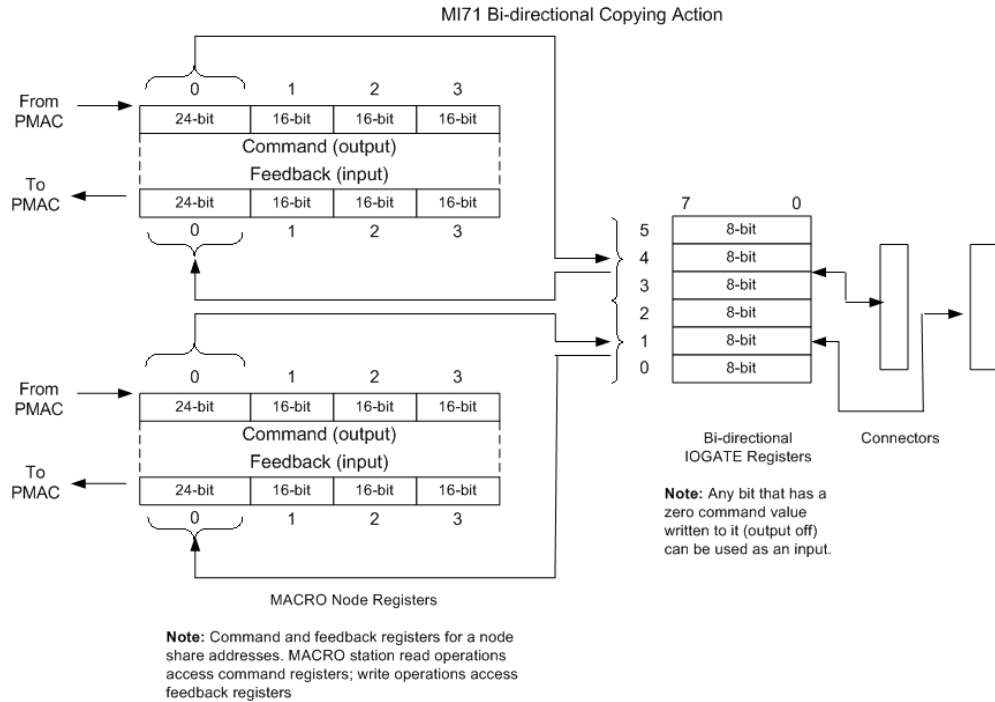 MI71 Bi-directional Copying Action
0 1 2 3
From
PMAC
24-bit 16-bit 16-bit 16-bit
Command (output)
Feedback (input)
To
PMAC
24-bit 16-bit 16-bit 16-bit
0 1 2 3
7 0
5 8-bit
4 8-bit
3 8-bit
2 8-bit
1 8-bit
0 8-bit
0 1 2 3
From
PMAC
24-bit 16-bit 16-bit 16-bit
Command (output)
Feedback (input)
To
PMAC
24-bit 16-bit 16-bit 16-bit
0 1 2 3
Bi-directional
IOGATE Registers
Connectors
Note: Any bit that has a
zero command value
written to it (output off)
can be used as an input.
MACRO Node Registers
Note: Command and feedback registers for a node
share addresses. MACRO station read operations
access command registers; write operations access
feedback registers